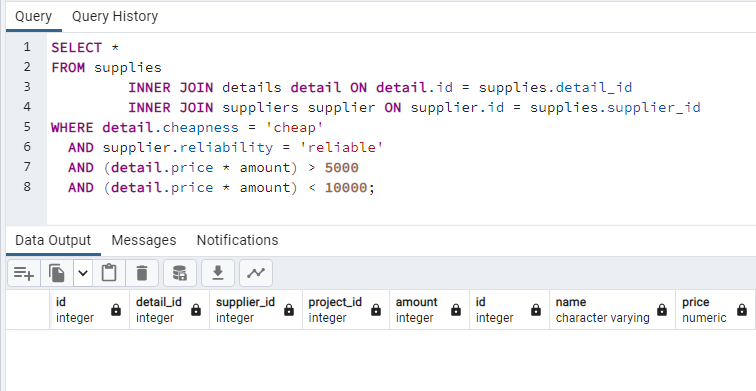 Query Query History
1 SELECT *
2 FROM supplies
3 INNER JOIN details detail ON detail.id = supplies.detail_id
4 INNER JOIN suppliers supplier ON supplier.id = supplies.supplier_id
5 WHERE detail.cheapness = 'cheap'
6 AND supplier.reliability = 'reliable'
7 AND (detail.price * amount) > 5000
8 AND (detail.price * amount) < 10000;
Data Output Messages Notifications
id detail_id supplier_id project_id amount id name price
integer integer integer integer integer integer character varying numeric